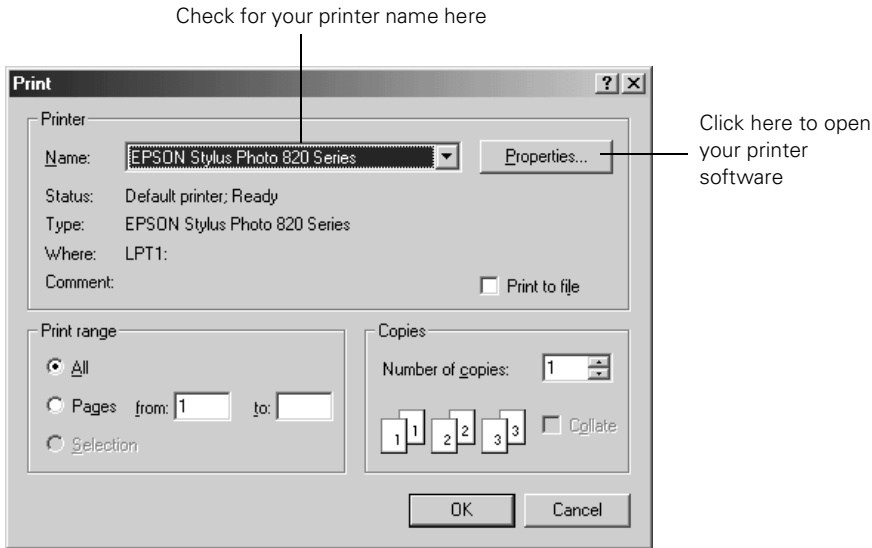 Check for your printer name here
Print
Printer
Name: EPSON Stylus Photo 820 Series Properties...
Click here to open
your printer
software
Status: Default printer; Ready
Type: EPSON Stylus Photo 820 Series
Where: LPT1:
Comment:
Print to file
Print range
All
Pages from: 1 to:
Selection
Copies
Number of copies: 1
1 1 2 2 3 3 Collate
OK Cancel